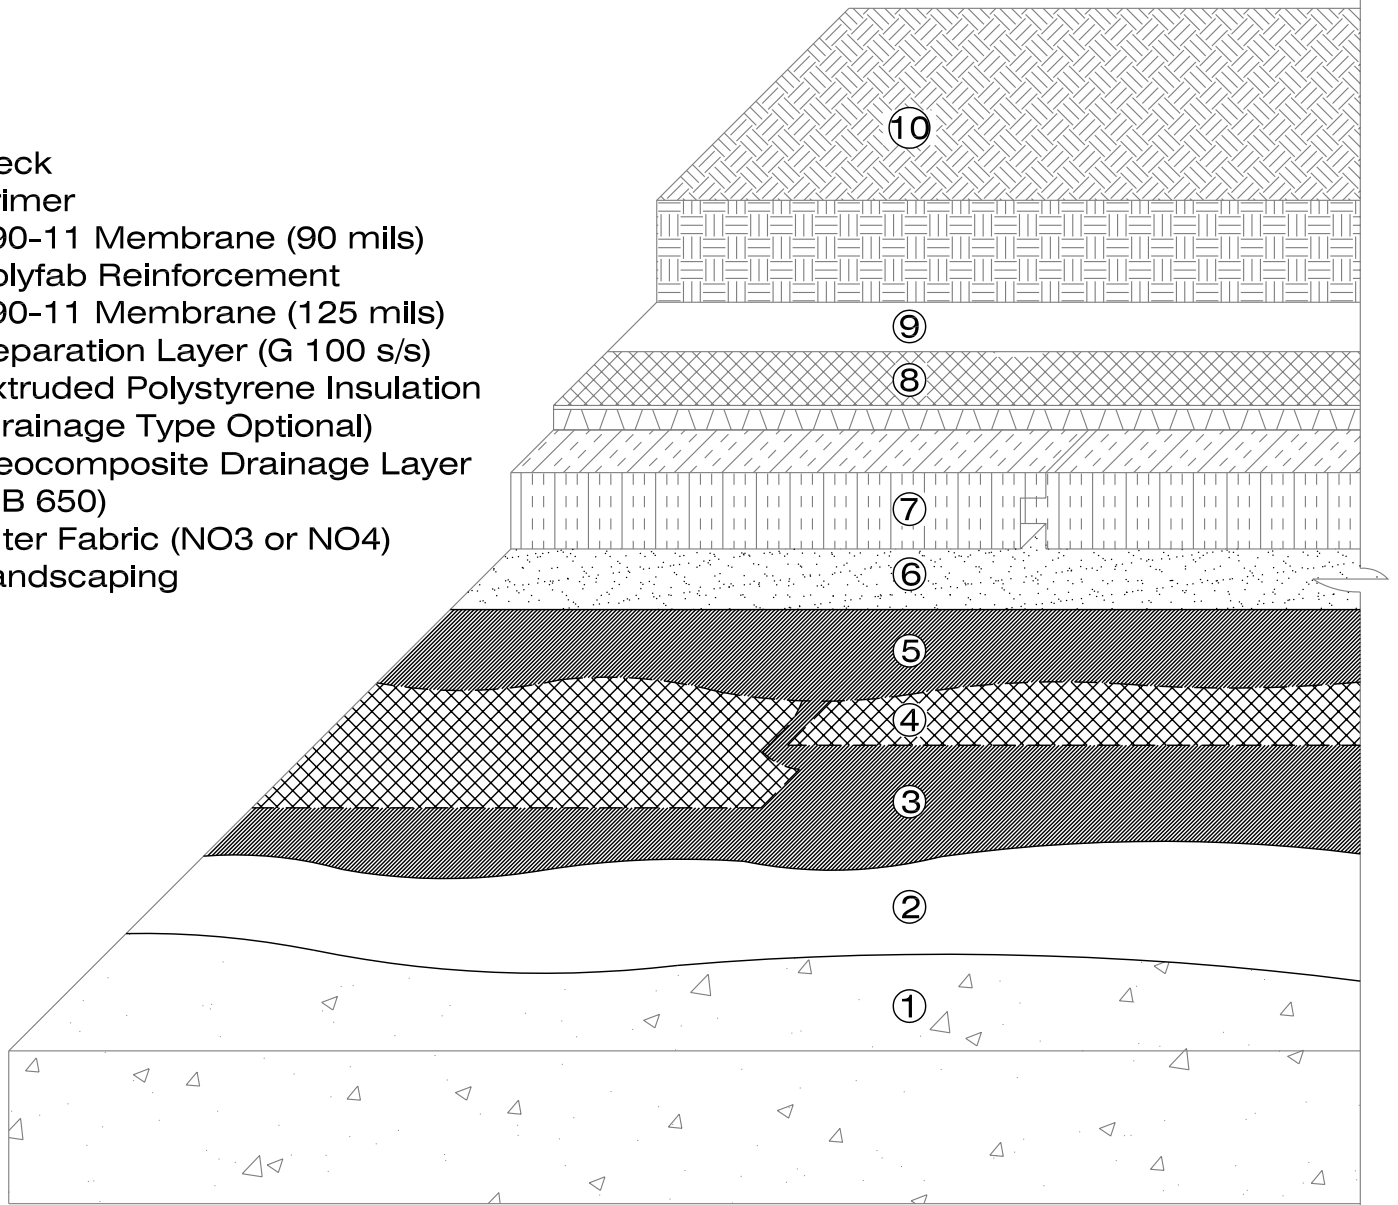 eck
rimer
90-11 Membrane (90 mils)
olyfab Reinforcement
90-11 Membrane (125 mils)
eparation Layer (G 100 s/s)
xtruded Polystyrene Insulation
rainage Type Optional)
eocomposite Drainage Layer
B 650)
ter Fabric (NO3 or NO4)
andscaping
10
9
8
7
6
5
4
3
2
1